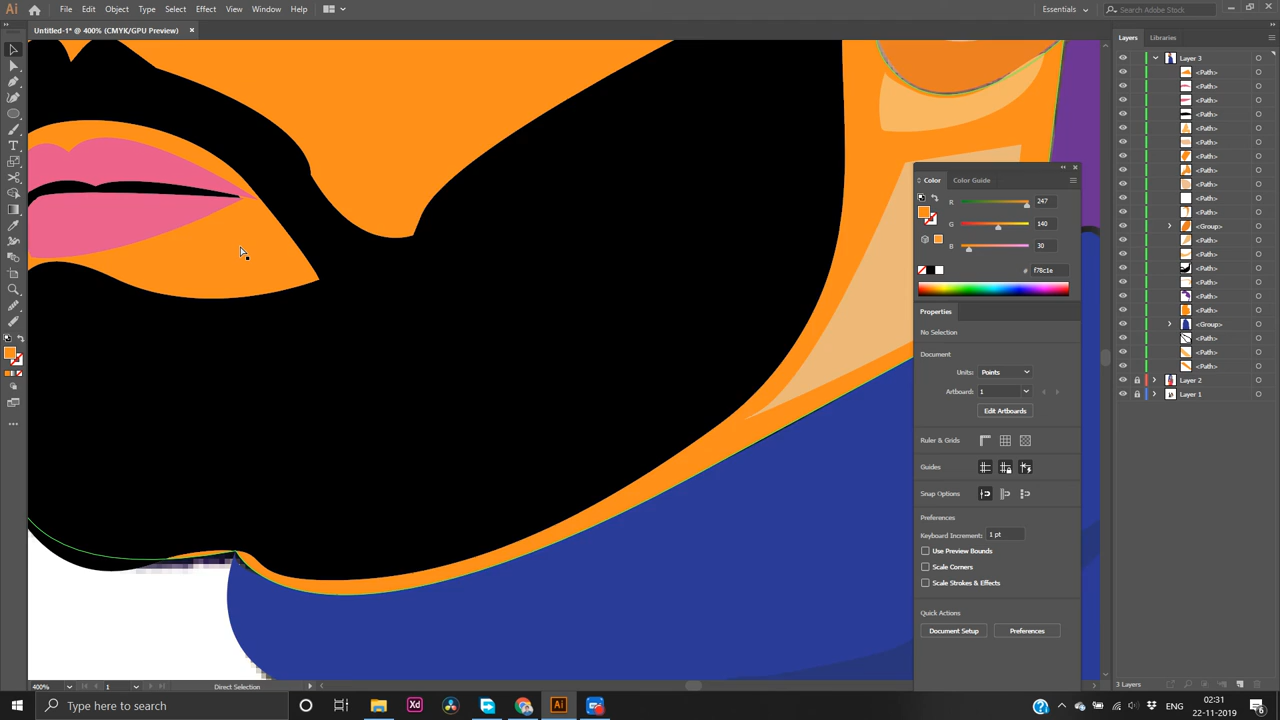 Ai File Edit Object Type Select Effect View Window Help Essentials Search Adobe Stock
Untitled-1* @ 400% (CMYK/GPU Preview) ×
Layers Libraries
Layer 3
<Path>
<Path>
<Path>
<Path>
<Path>
<Path>
<Path>
<Path>
<Path>
<Path>
<Path>
<Group>
<Path>
<Path>
<Path>
<Path>
<Path>
<Path>
<Group>
<Path>
<Path>
<Path>
Layer 2
Layer 1
Color Color Guide
R 247
G 140
B 30
# f78c1e
Properties
No Selection
Document
Units: Points
Artboard: 1
Edit Artboards
Ruler & Grids
Guides
Snap Options
Preferences
Keyboard Increment: 1 pt
Use Preview Bounds
Scale Corners
Scale Strokes & Effects
Quick Actions
Document Setup Preferences
400% 1 Direct Selection
3 Layers
Type here to search
Xd Ai
02:31
22-11-2019
6